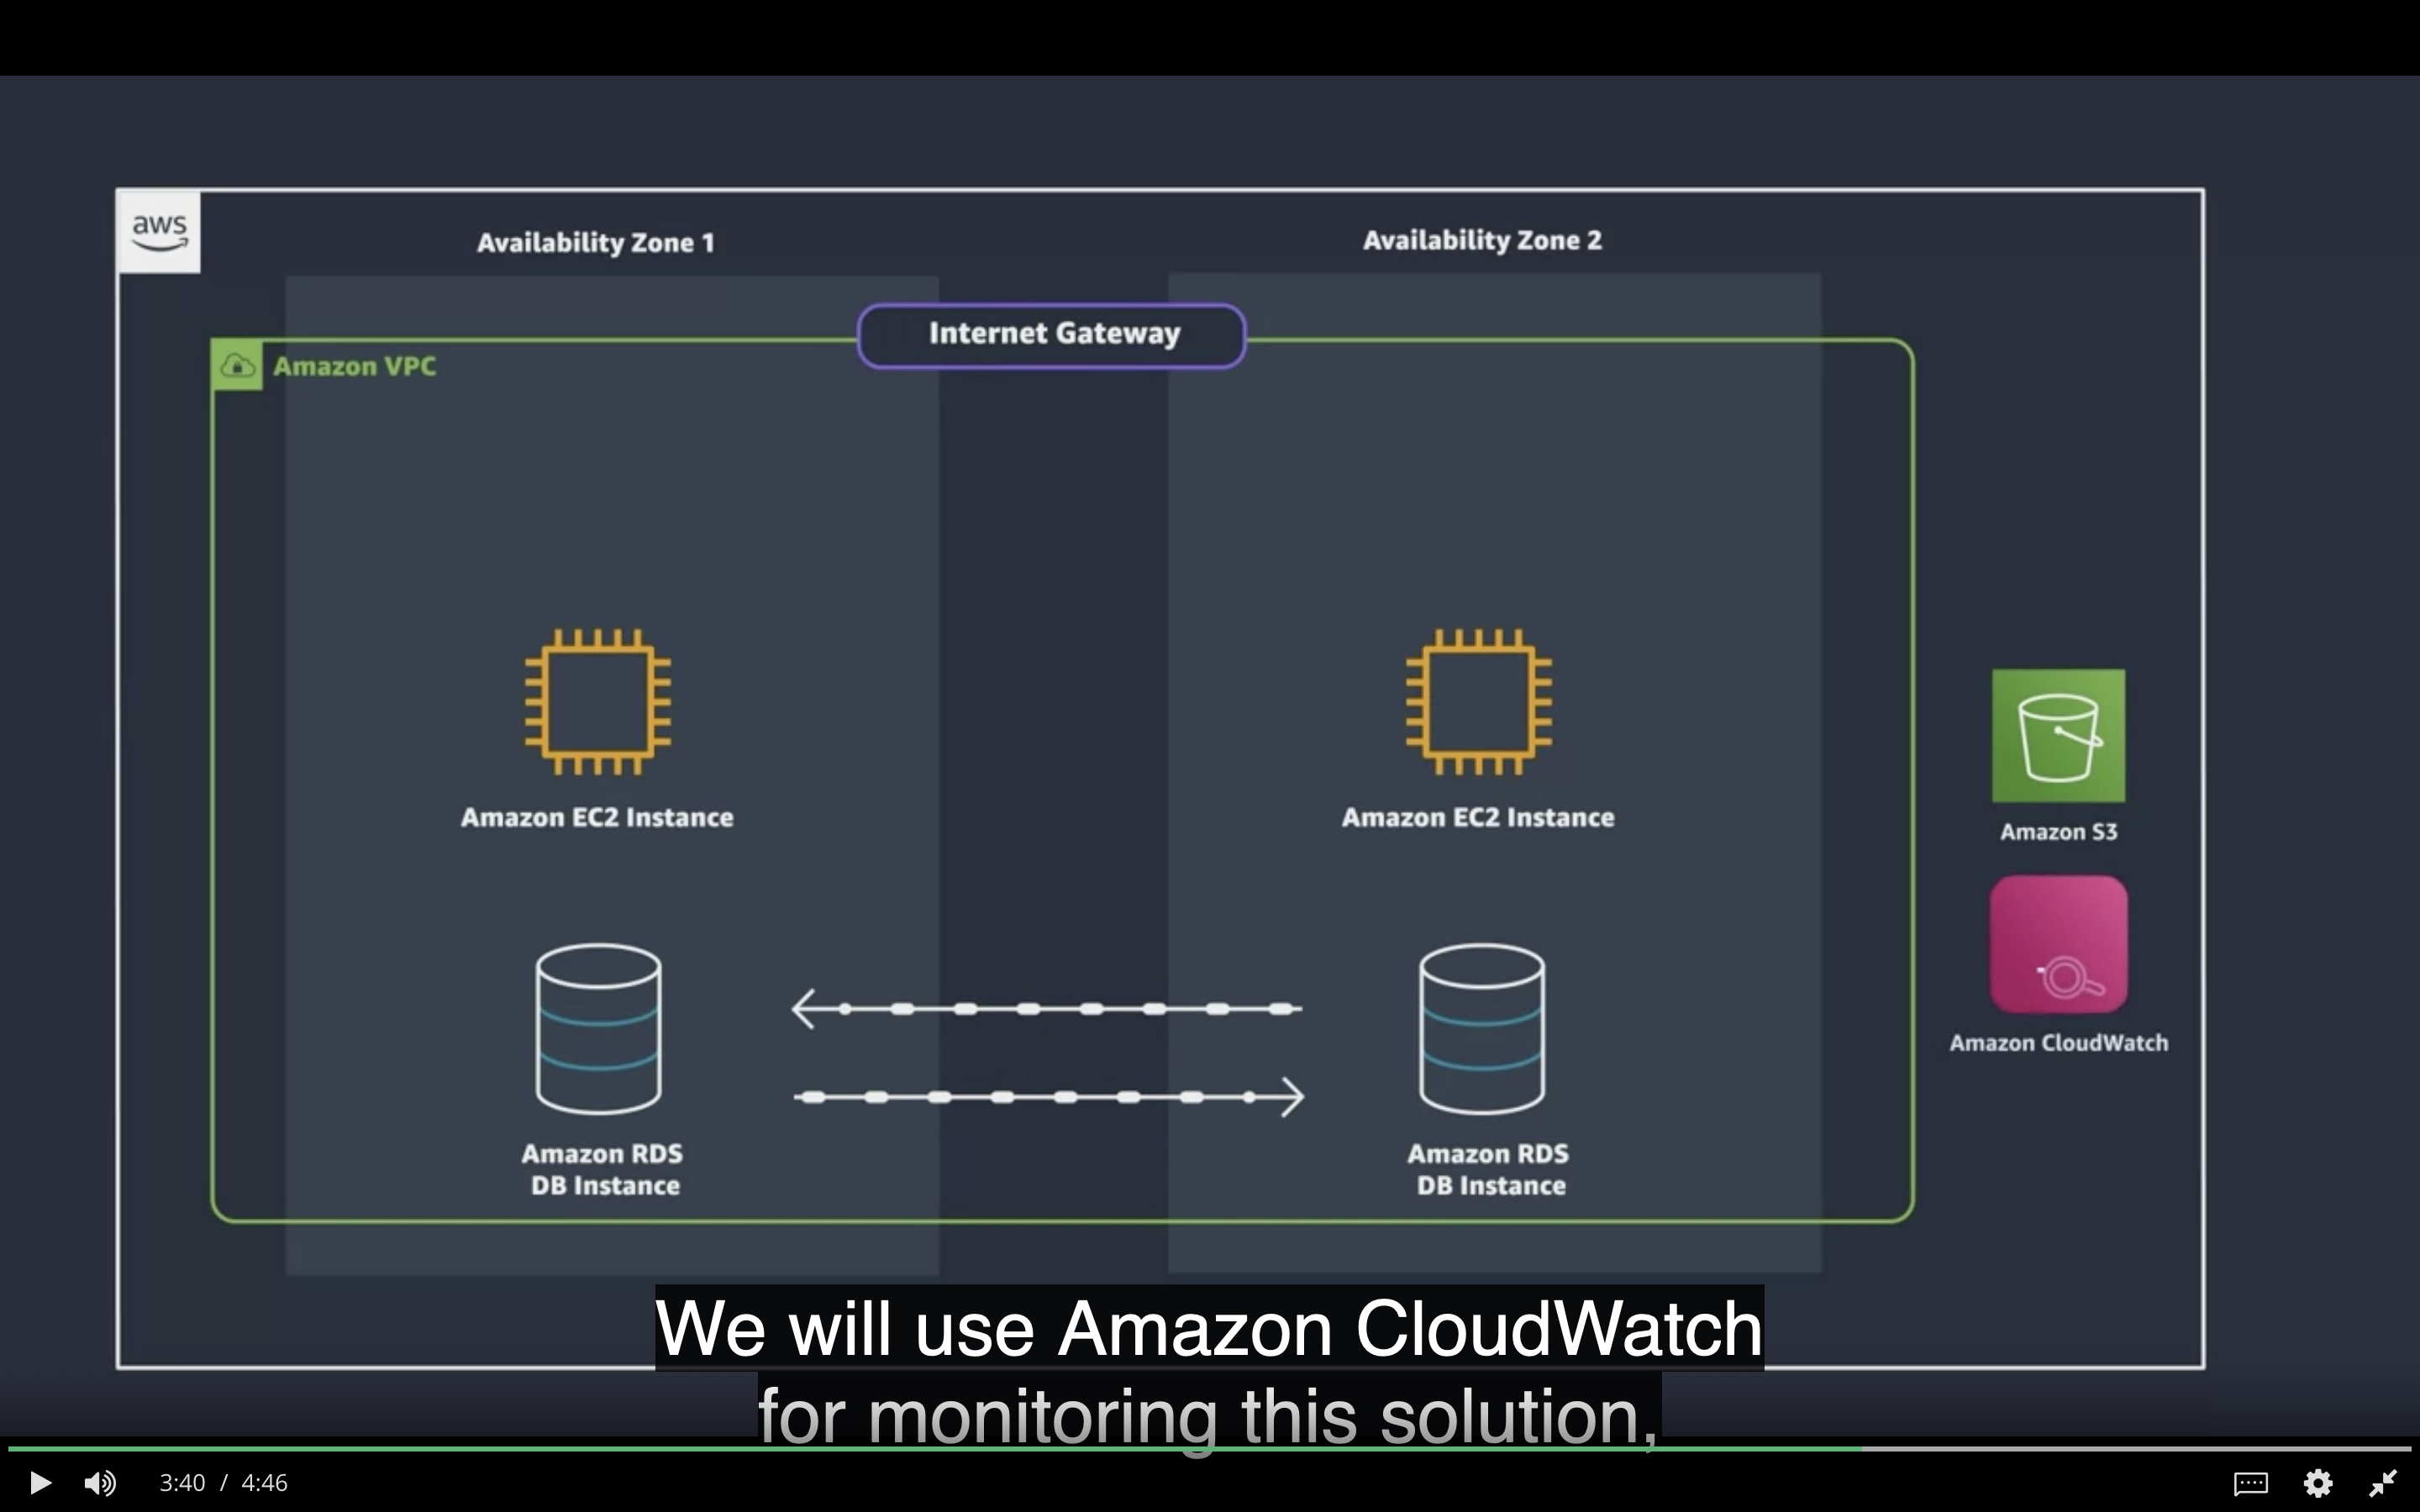 aws
Availability Zone 1
Availability Zone 2
Internet Gateway
Amazon VPC
Amazon EC2 Instance
Amazon EC2 Instance
Amazon S3
Amazon CloudWatch
Amazon RDS
DB Instance
Amazon RDS
DB Instance
We will use Amazon CloudWatch
for monitoring this solution,
3:40 / 4:46